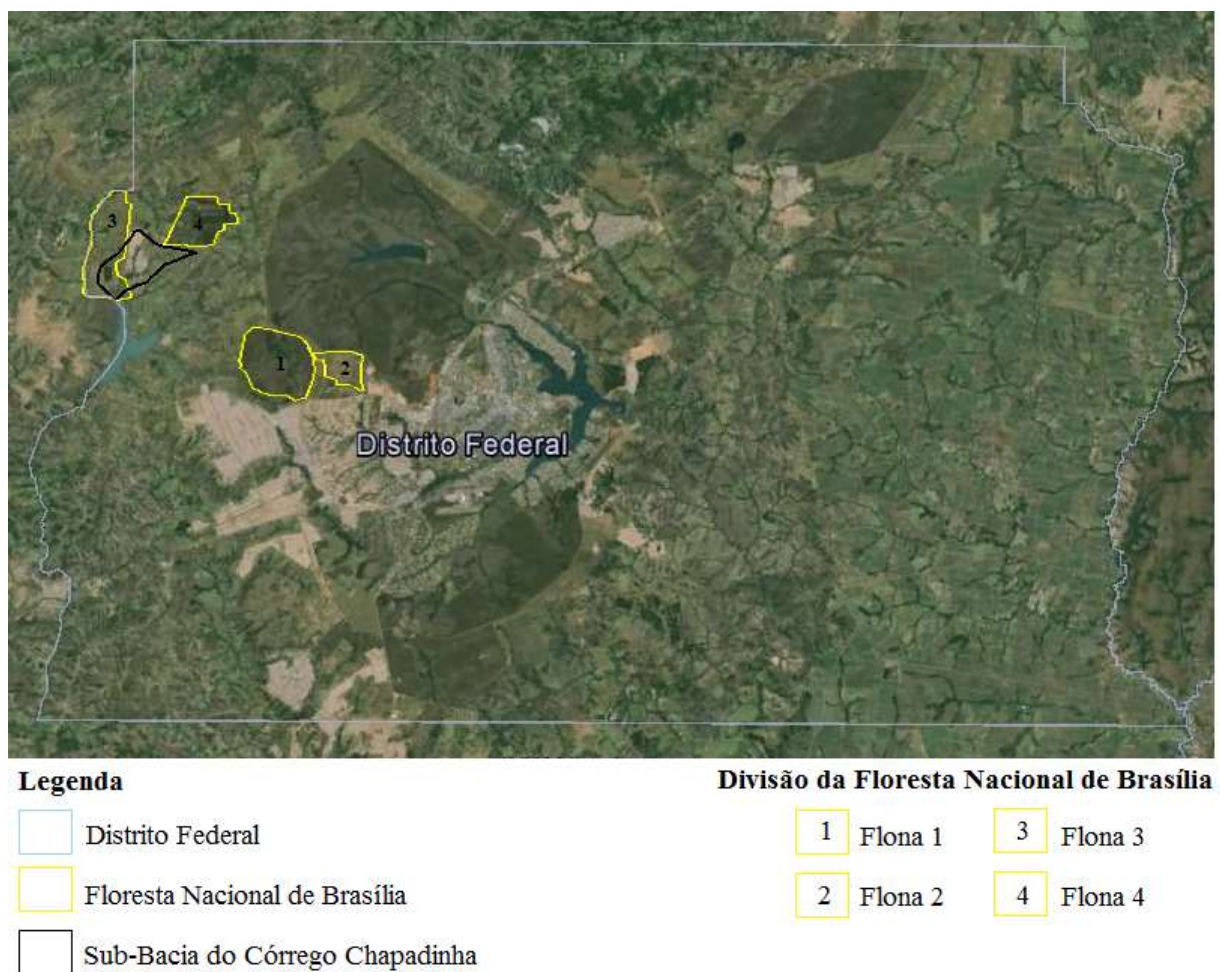 3
4
1
2
Distrito Federal
Legenda
Distrito Federal
Floresta Nacional de Brasília
Sub-Bacia do Córrego Chapadinha
Divisão da Floresta Nacional de Brasília
1 Flona 1
3 Flona 3
2 Flona 2
4 Flona 4